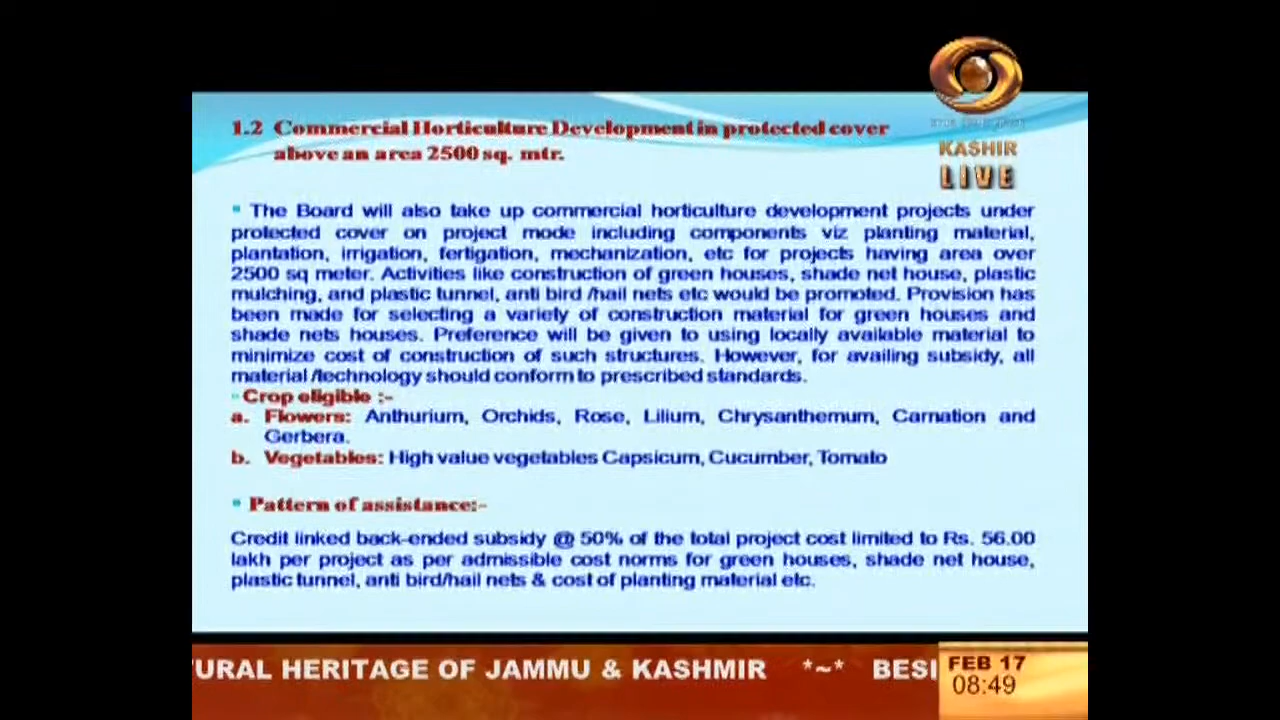 1.2 Commercial Horticulture Development in protected cover
above an area 2500 sq. mtr.
KASHIR
LIVE
The Board will also take up commercial horticulture development projects under
protected cover on project mode including components viz planting material,
plantation, irrigation, fertigation, mechanization, etc for projects having area over
2500 sq meter. Activities like construction of green houses, shade net house, plastic
mulching, and plastic tunnel, anti bird /hail nets etc would be promoted. Provision has
been made for selecting a variety of construction material for green houses and
shade nets houses. Preference will be given to using locally available material to
minimize cost of construction of such structures. However, for availing subsidy, all
material /technology should conform to prescribed standards.
Crop eligible :-
a. Flowers: Anthurium, Orchids, Rose, Lilium, Chrysanthemum, Carnation and
Gerbera.
b. Vegetables: High value vegetables Capsicum, Cucumber, Tomato
Pattern of assistance:-
Credit linked back-ended subsidy @ 50% of the total project cost limited to Rs. 56.00
lakh per project as per admissible cost norms for green houses, shade net house,
plastic tunnel, anti bird/hail nets & cost of planting material etc.
URAL HERITAGE OF JAMMU & KASHMIR *~* BESI
FEB 17
08:49